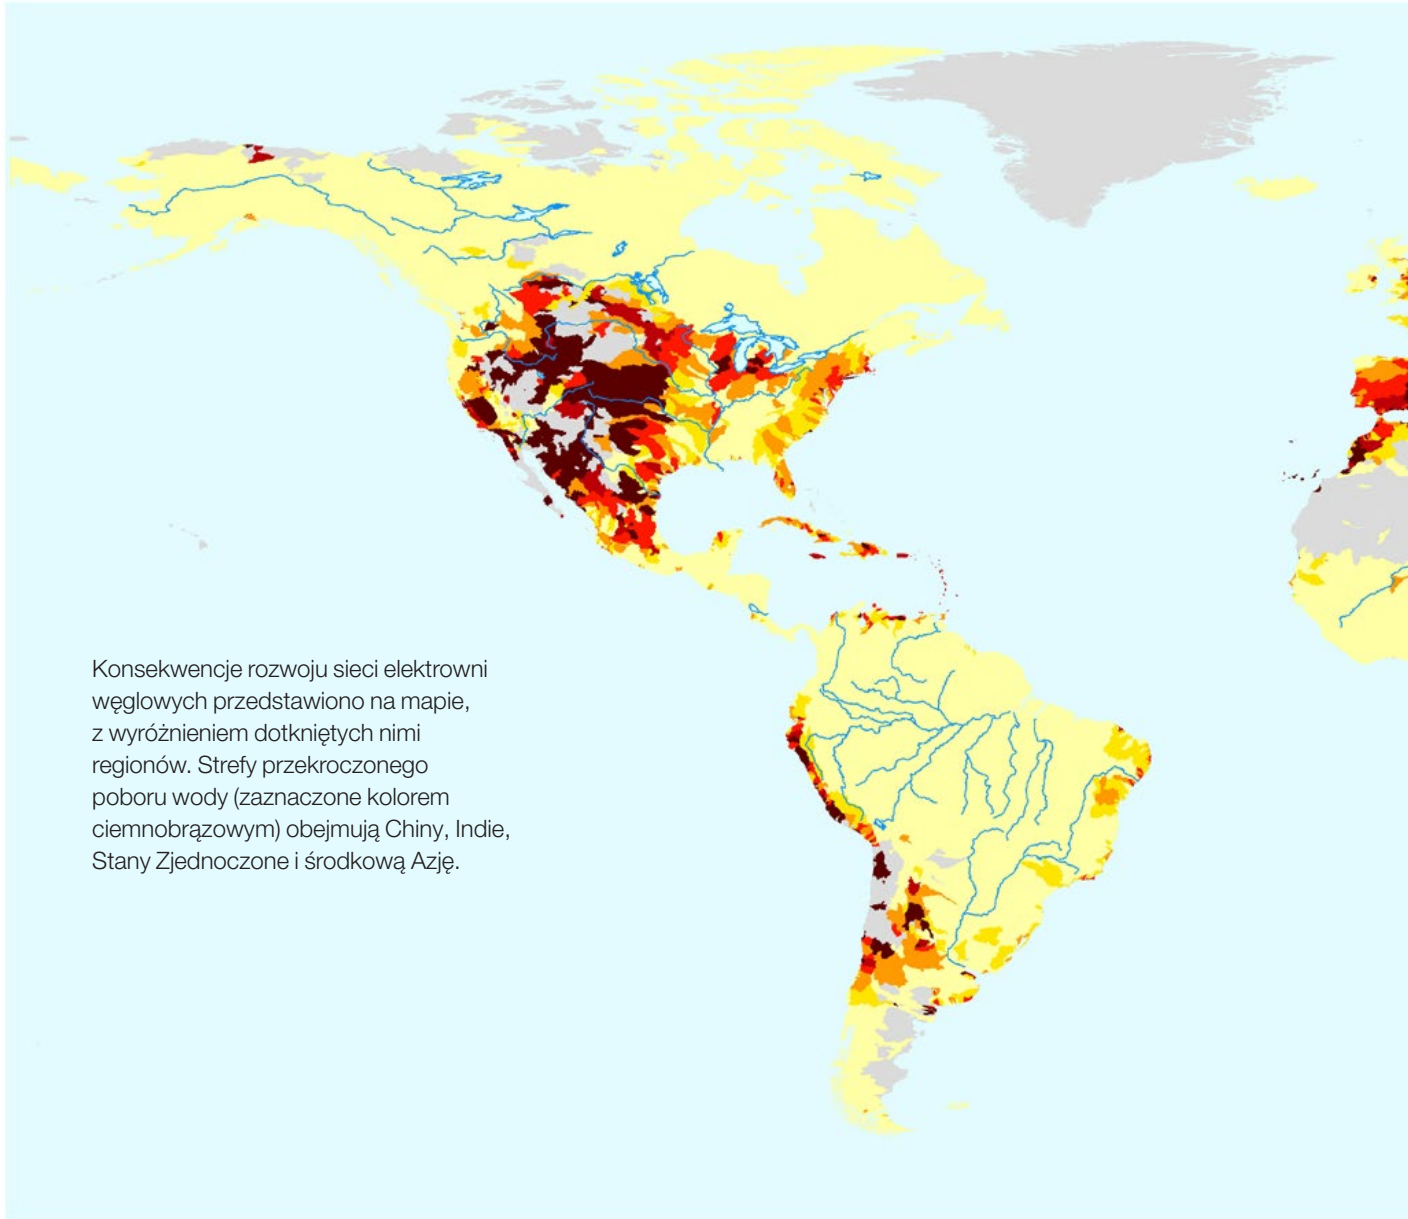 Konsekwencje rozwoju sieci elektrowni
węglowych przedstawiono na mapie,
z wyróżnieniem dotkniętych nimi
regionów. Strefy przekroczonego
poboru wody (zaznaczone kolorem
ciemnobrązowym) obejmują Chiny, Indie,
Stany Zjednoczone i środkową Azję.